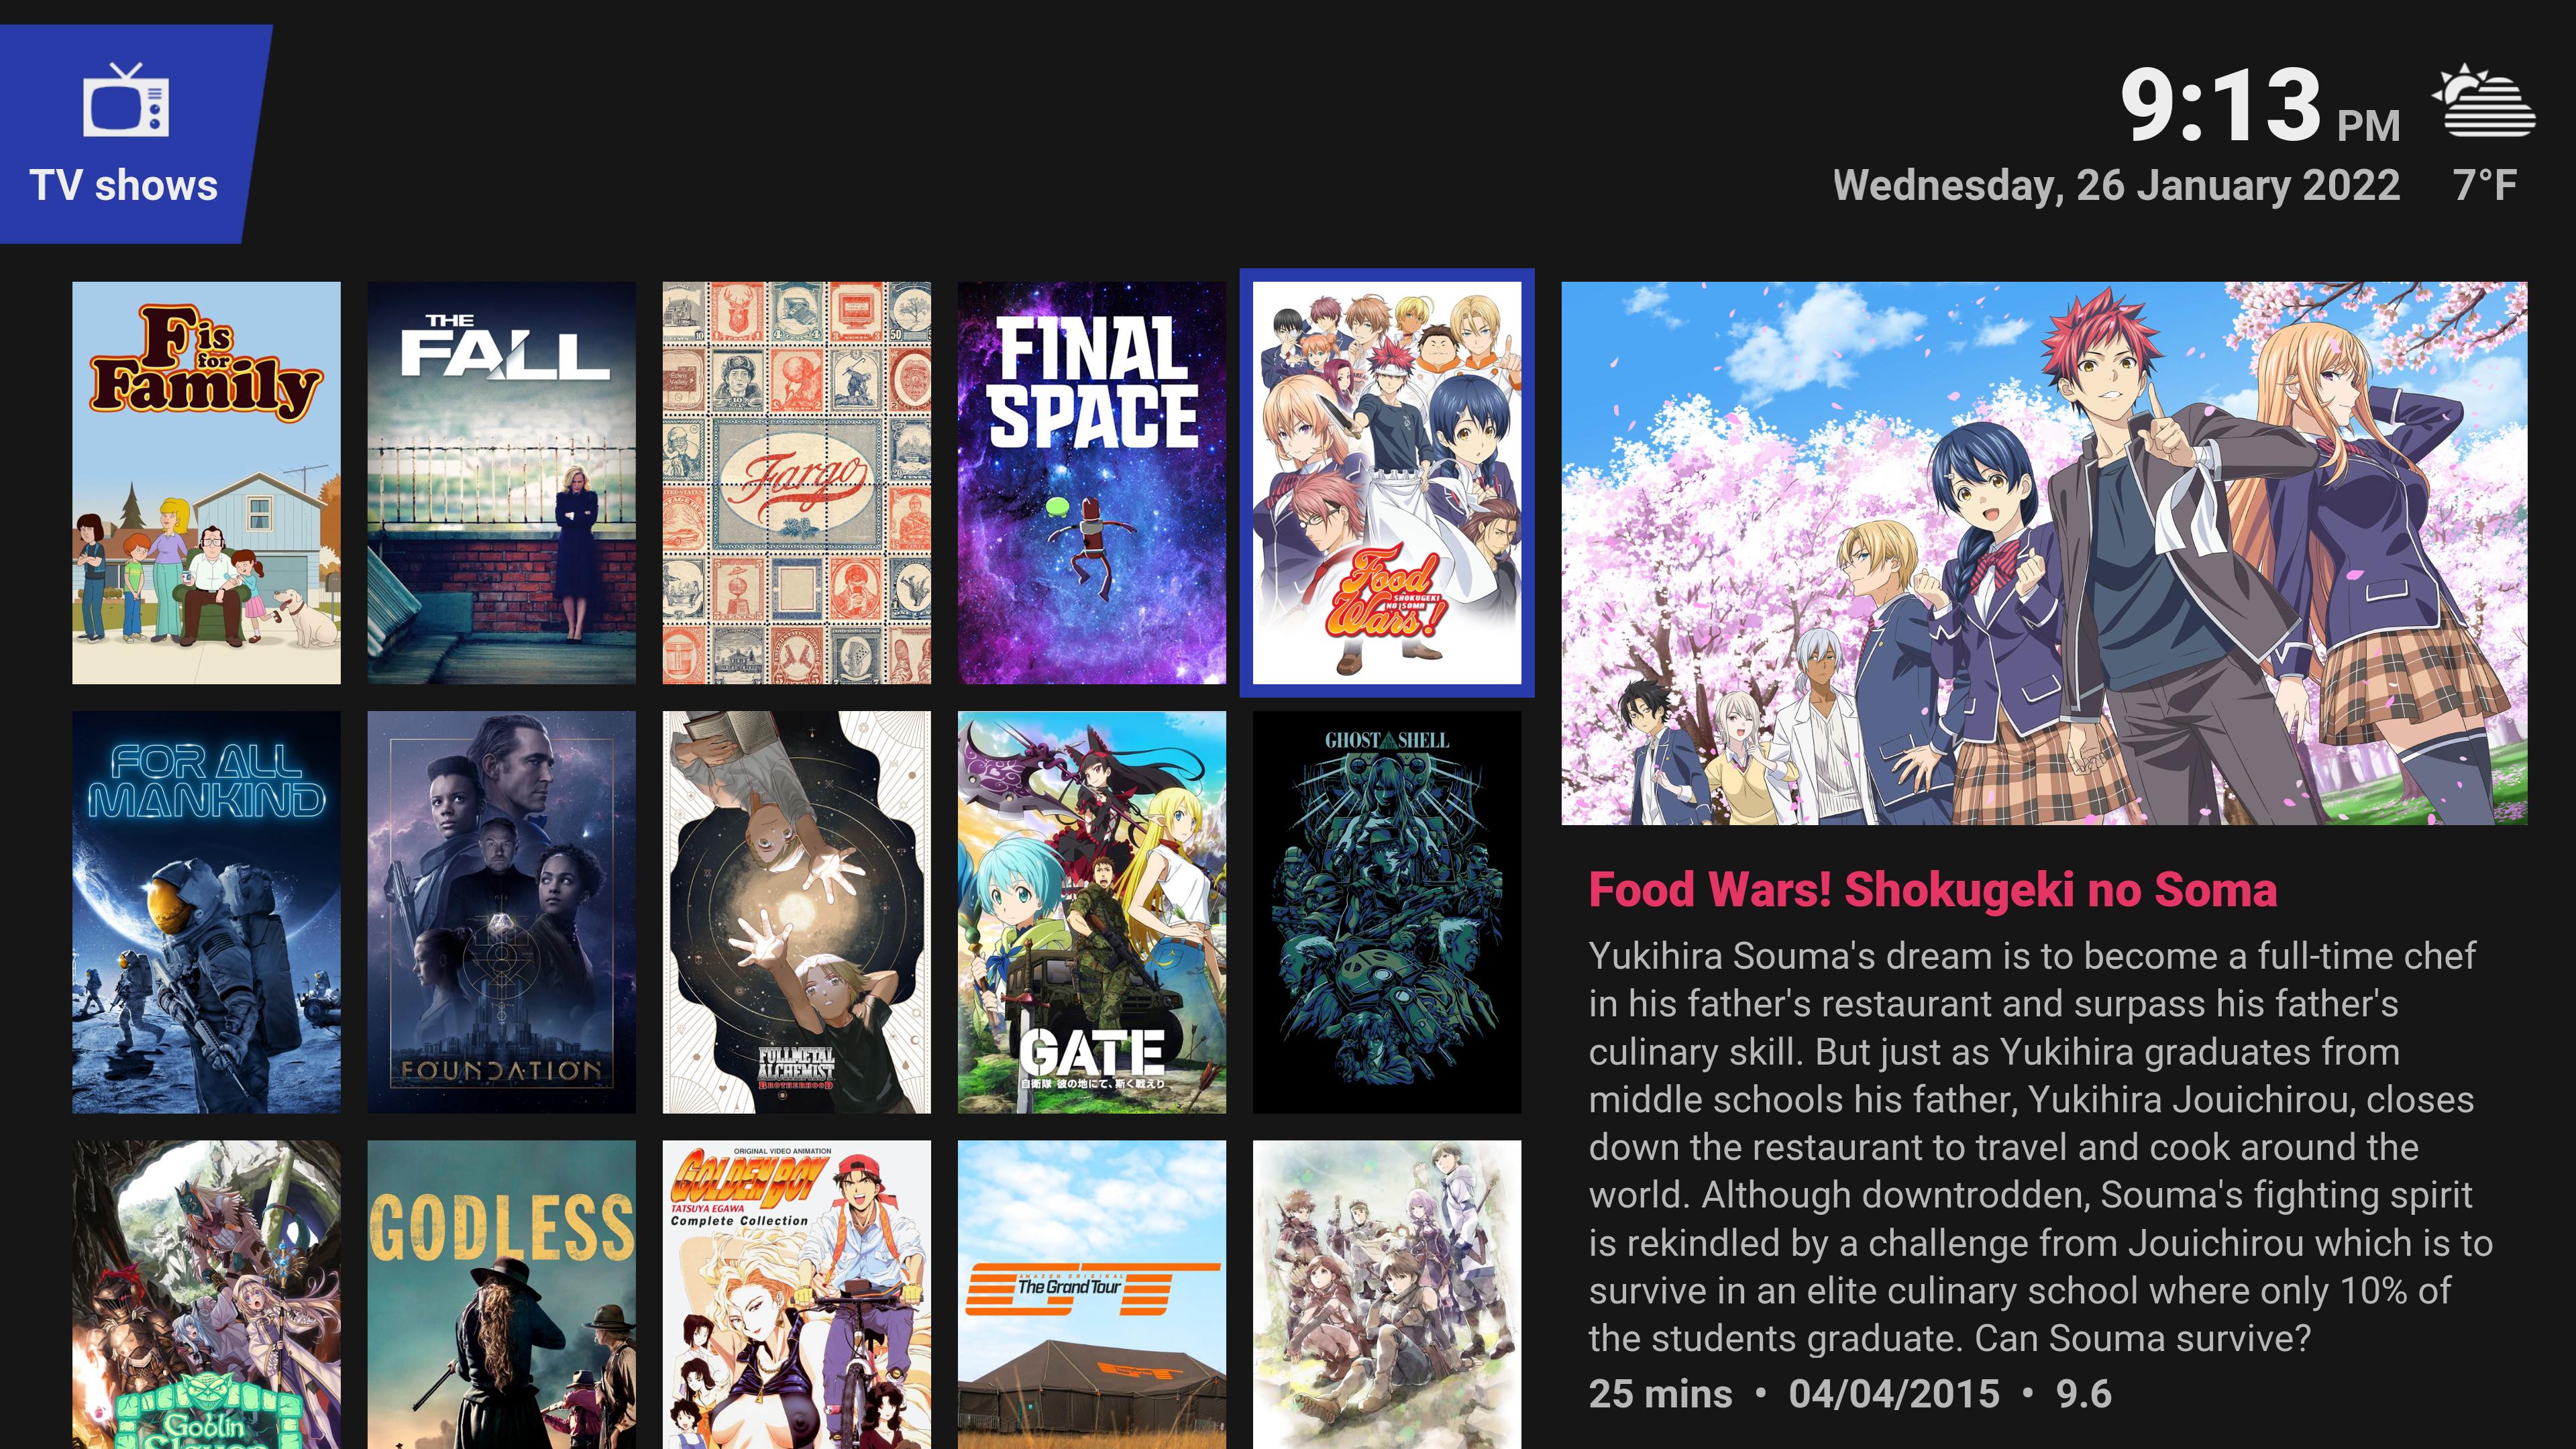 TV shows
9:13 PM
Wednesday, 26 January 2022
7°F
F is for Family
THE FALL
Fargo
FINAL SPACE
Food Wars!
SHOKUGEKI NO SOMA
FOR ALL MANKIND
FOUNDATION
FULLMETAL ALCHEMIST BROTHERHOOD
GATE
自衛隊 彼の地にて、斯く戦えり
GHOST IN THE SHELL
Goblin
GODLESS
ORIGINAL VIDEO ANIMATION
GOLDEN BOY
TATSUYA EGAWA
Complete Collection
AMAZON ORIGINAL
The Grand Tour
Food Wars! Shokugeki no Soma
Yukihira Souma's dream is to become a full-time chef
in his father's restaurant and surpass his father's
culinary skill. But just as Yukihira graduates from
middle schools his father, Yukihira Jouichirou, closes
down the restaurant to travel and cook around the
world. Although downtrodden, Souma's fighting spirit
is rekindled by a challenge from Jouichirou which is to
survive in an elite culinary school where only 10% of
the students graduate. Can Souma survive?
25 mins • 04/04/2015 • 9.6